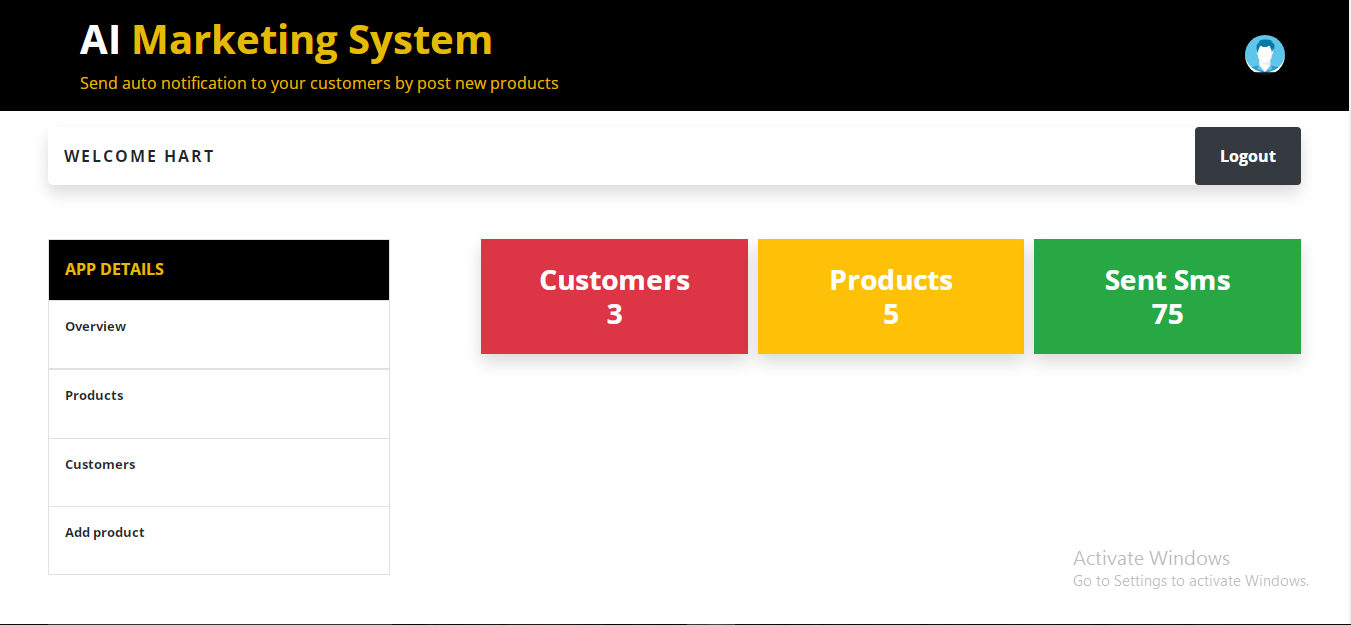 AI Marketing System
Send auto notification to your customers by post new products
WELCOME HART
Logout
APP DETAILS
Overview
Products
Customers
Add product
Customers
3
Products
5
Sent Sms
75
Activate Windows
Go to Settings to activate Windows.